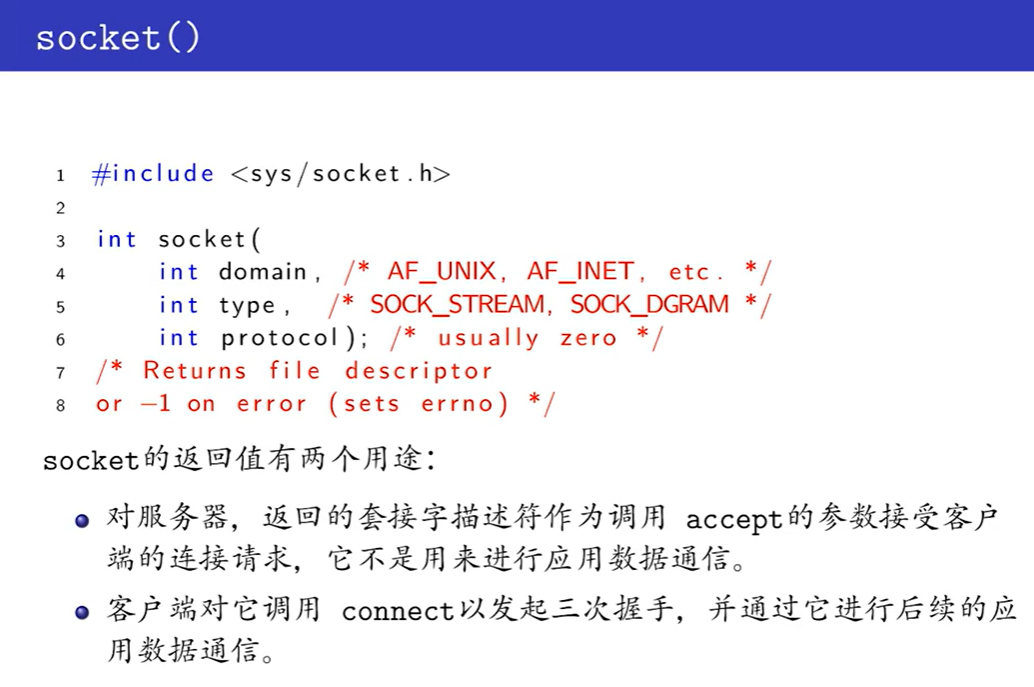 socket()
1 #include <sys/socket.h>
2
3 int socket(
4 int domain, /* AF_UNIX, AF_INET, etc. */
5 int type, /* SOCK_STREAM, SOCK_DGRAM */
6 int protocol); /* usually zero */
7 /* Returns file descriptor
8 or −1 on error (sets errno) */
socket的返回值有两个用途：
对服务器，返回的套接字描述符作为调用 accept的参数接受客户
端的连接请求，它不是用来进行应用数据通信。
客户端对它调用 connect以发起三次握手，并通过它进行后续的应
用数据通信。